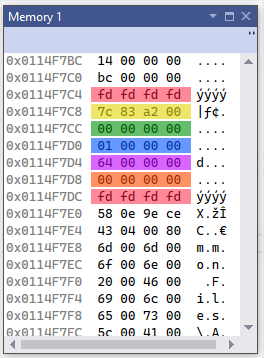 Memory 1
0x0114F7BC 14 00 00 00 ....
0x0114F7C0 bc 00 00 00 ....
0x0114F7C4 fd fd fd fd ýýýý
0x0114F7C8 7c 83 a2 00 |ƒ¢.
0x0114F7CC 00 00 00 00 ....
0x0114F7D0 01 00 00 00 ....
0x0114F7D4 64 00 00 00 d...
0x0114F7D8 00 00 00 00 ....
0x0114F7DC fd fd fd fd ýýýý
0x0114F7E0 58 0e 9e ce X.žÎ
0x0114F7E4 43 04 00 80 C..€
0x0114F7E8 6d 00 6d 00 m.m.
0x0114F7EC 6f 00 6e 00 o.n.
0x0114F7F0 20 00 46 00 .F.
0x0114F7F4 69 00 6c 00 i.l.
0x0114F7F8 65 00 73 00 e.s.
0x0114F7FC 5c 00 41 00 \.A.